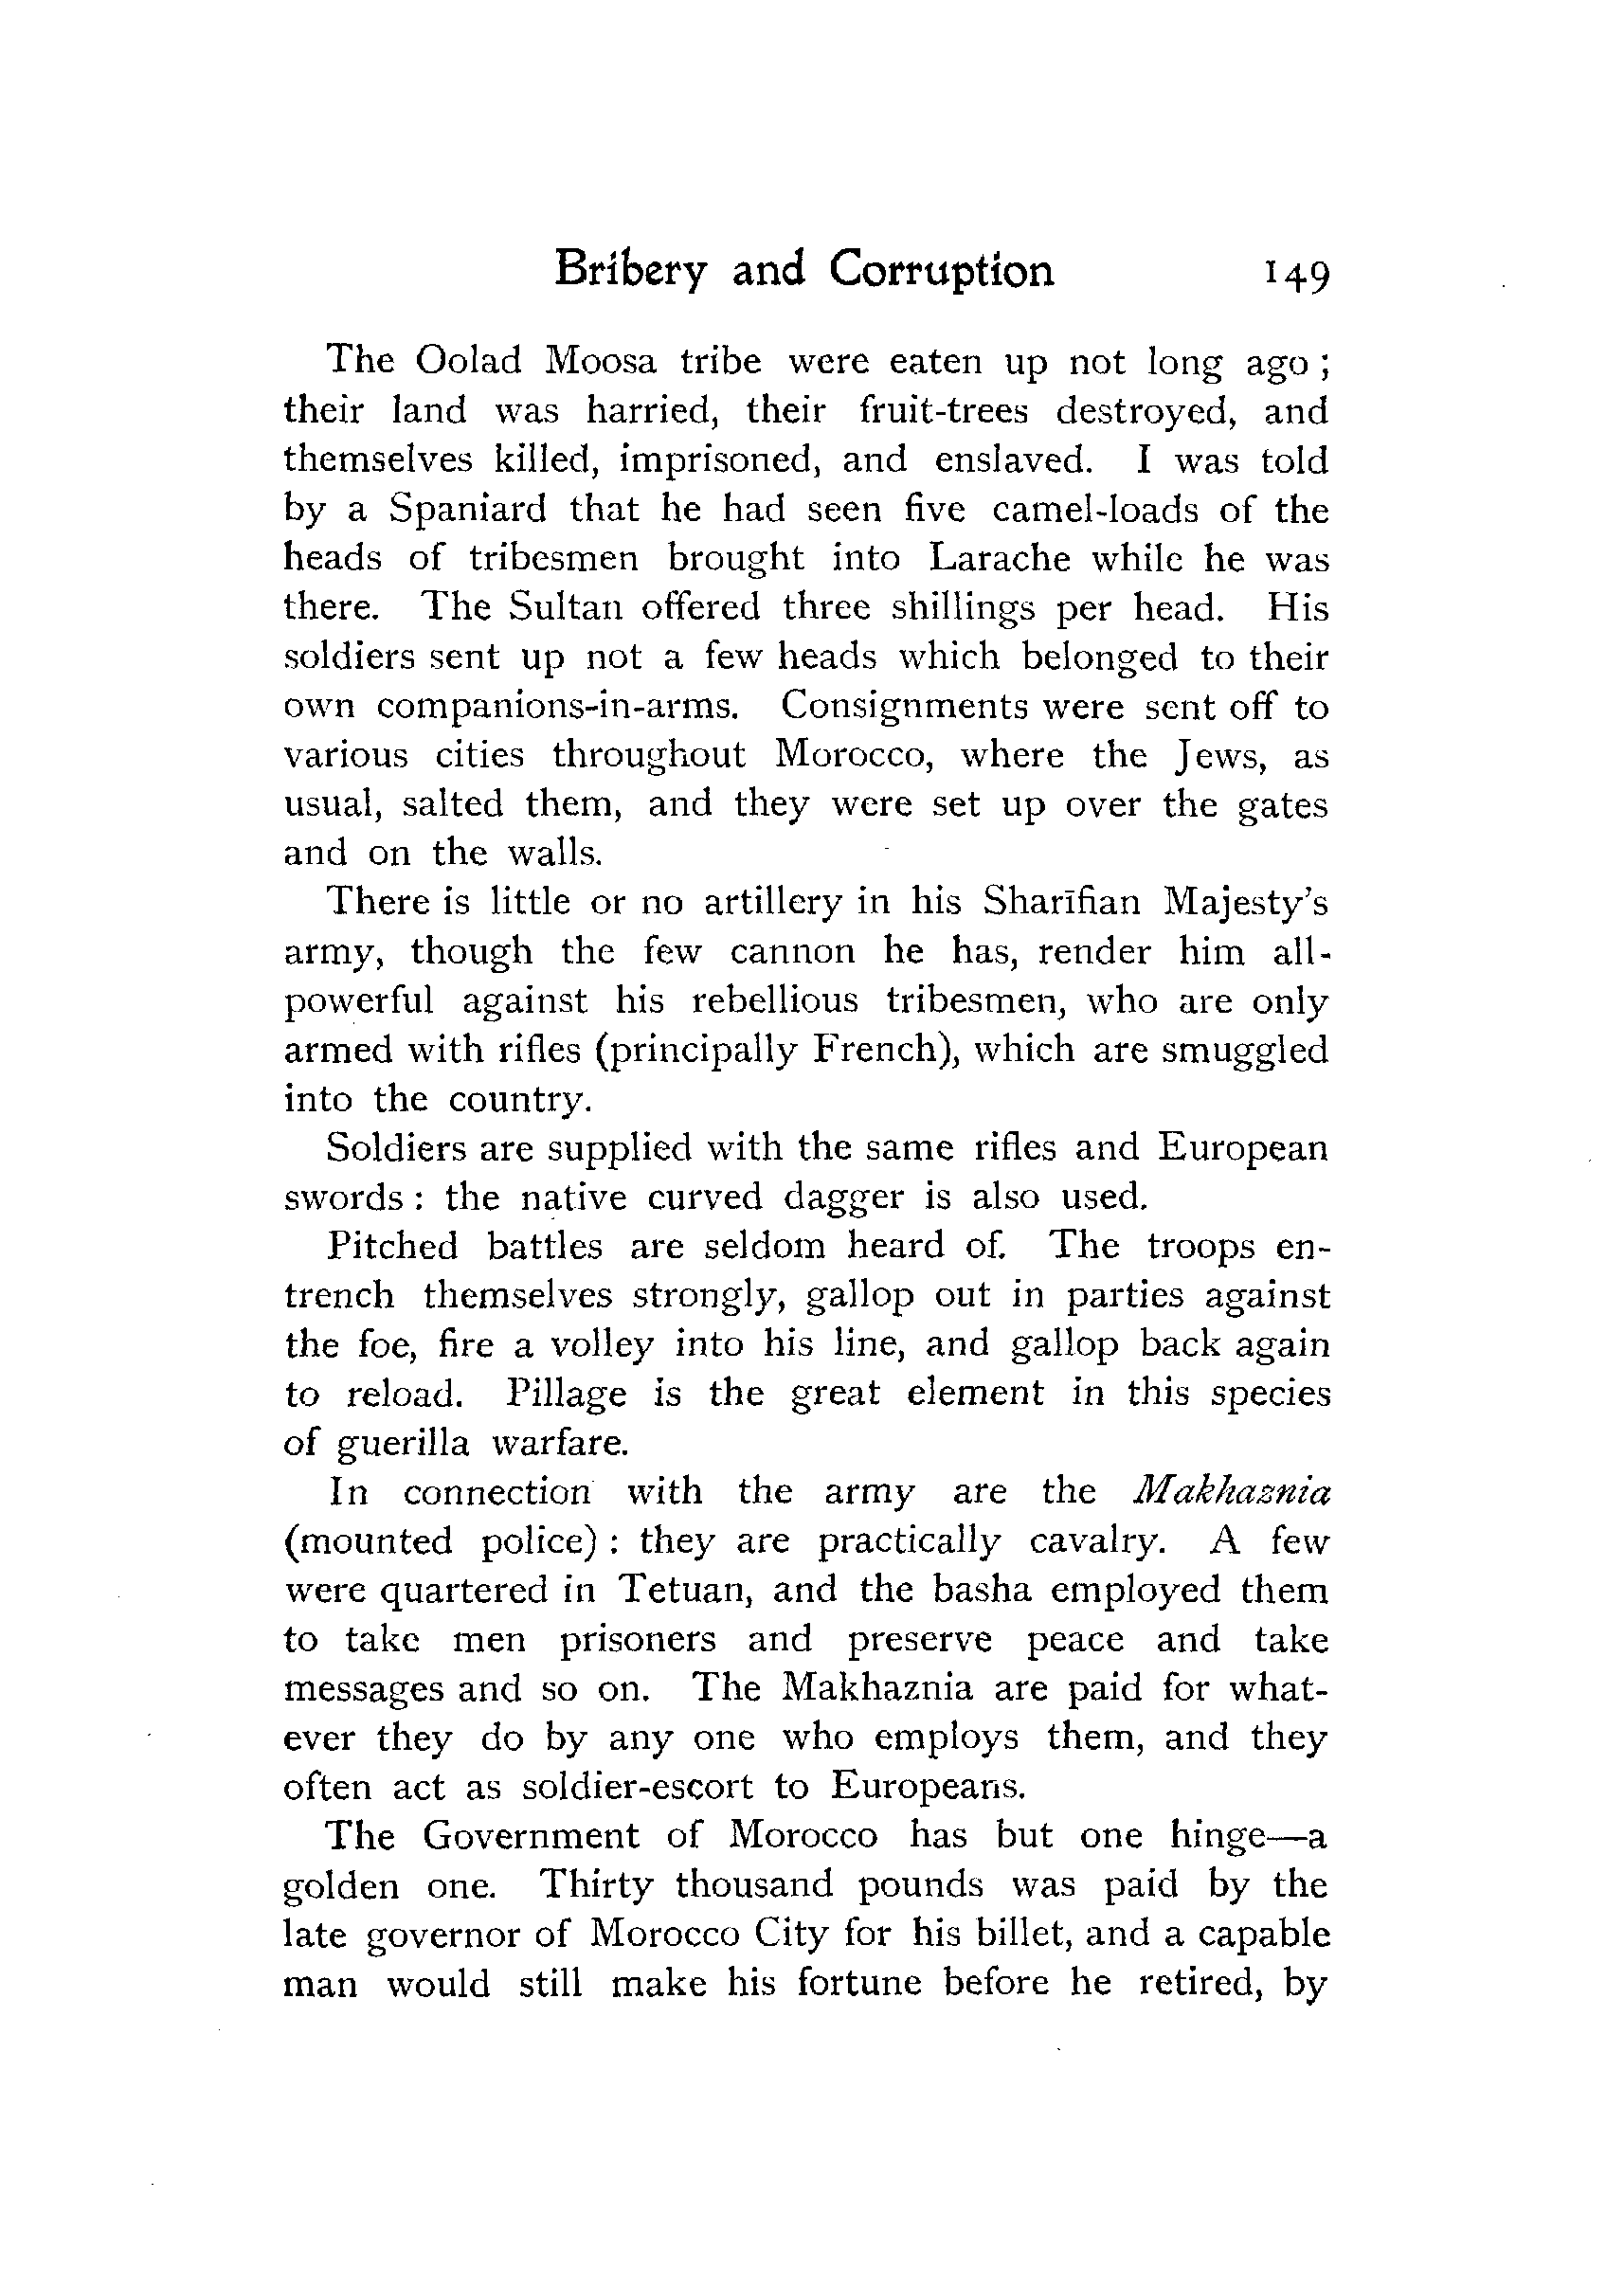 Bribery and Corruption 149
The Oolad Moosa tribe were eaten up not long ago ;
their land was harried, their fruit-trees destroyed, and
themselves killed, imprisoned, and enslaved. I was told
by a Spaniard that he had seen five camel-loads of the
heads of tribesmen brought into Larache while he was
there. The Sultan offered three shillings per head. His
soldiers sent up not a few heads which belonged to their
own companions-in-arms. Consignments were sent off to
various cities throughout Morocco, where the Jews, as
usual, salted them, and they were set up over the gates
and on the walls.
There is little or no artillery in his Sharīfian Majesty's
army, though the few cannon he has, render him all-
powerful against his rebellious tribesmen, who are only
armed with rifles (principally French), which are smuggled
into the country.
Soldiers are supplied with the same rifles and European
swords : the native curved dagger is also used.
Pitched battles are seldom heard of. The troops en-
trench themselves strongly, gallop out in parties against
the foe, fire a volley into his line, and gallop back again
to reload. Pillage is the great element in this species
of guerilla warfare.
In connection with the army are the Makhaznia
(mounted police) : they are practically cavalry. A few
were quartered in Tetuan, and the basha employed them
to take men prisoners and preserve peace and take
messages and so on. The Makhaznia are paid for what-
ever they do by any one who employs them, and they
often act as soldier-escort to Europeans.
The Government of Morocco has but one hinge—a
golden one. Thirty thousand pounds was paid by the
late governor of Morocco City for his billet, and a capable
man would still make his fortune before he retired, by